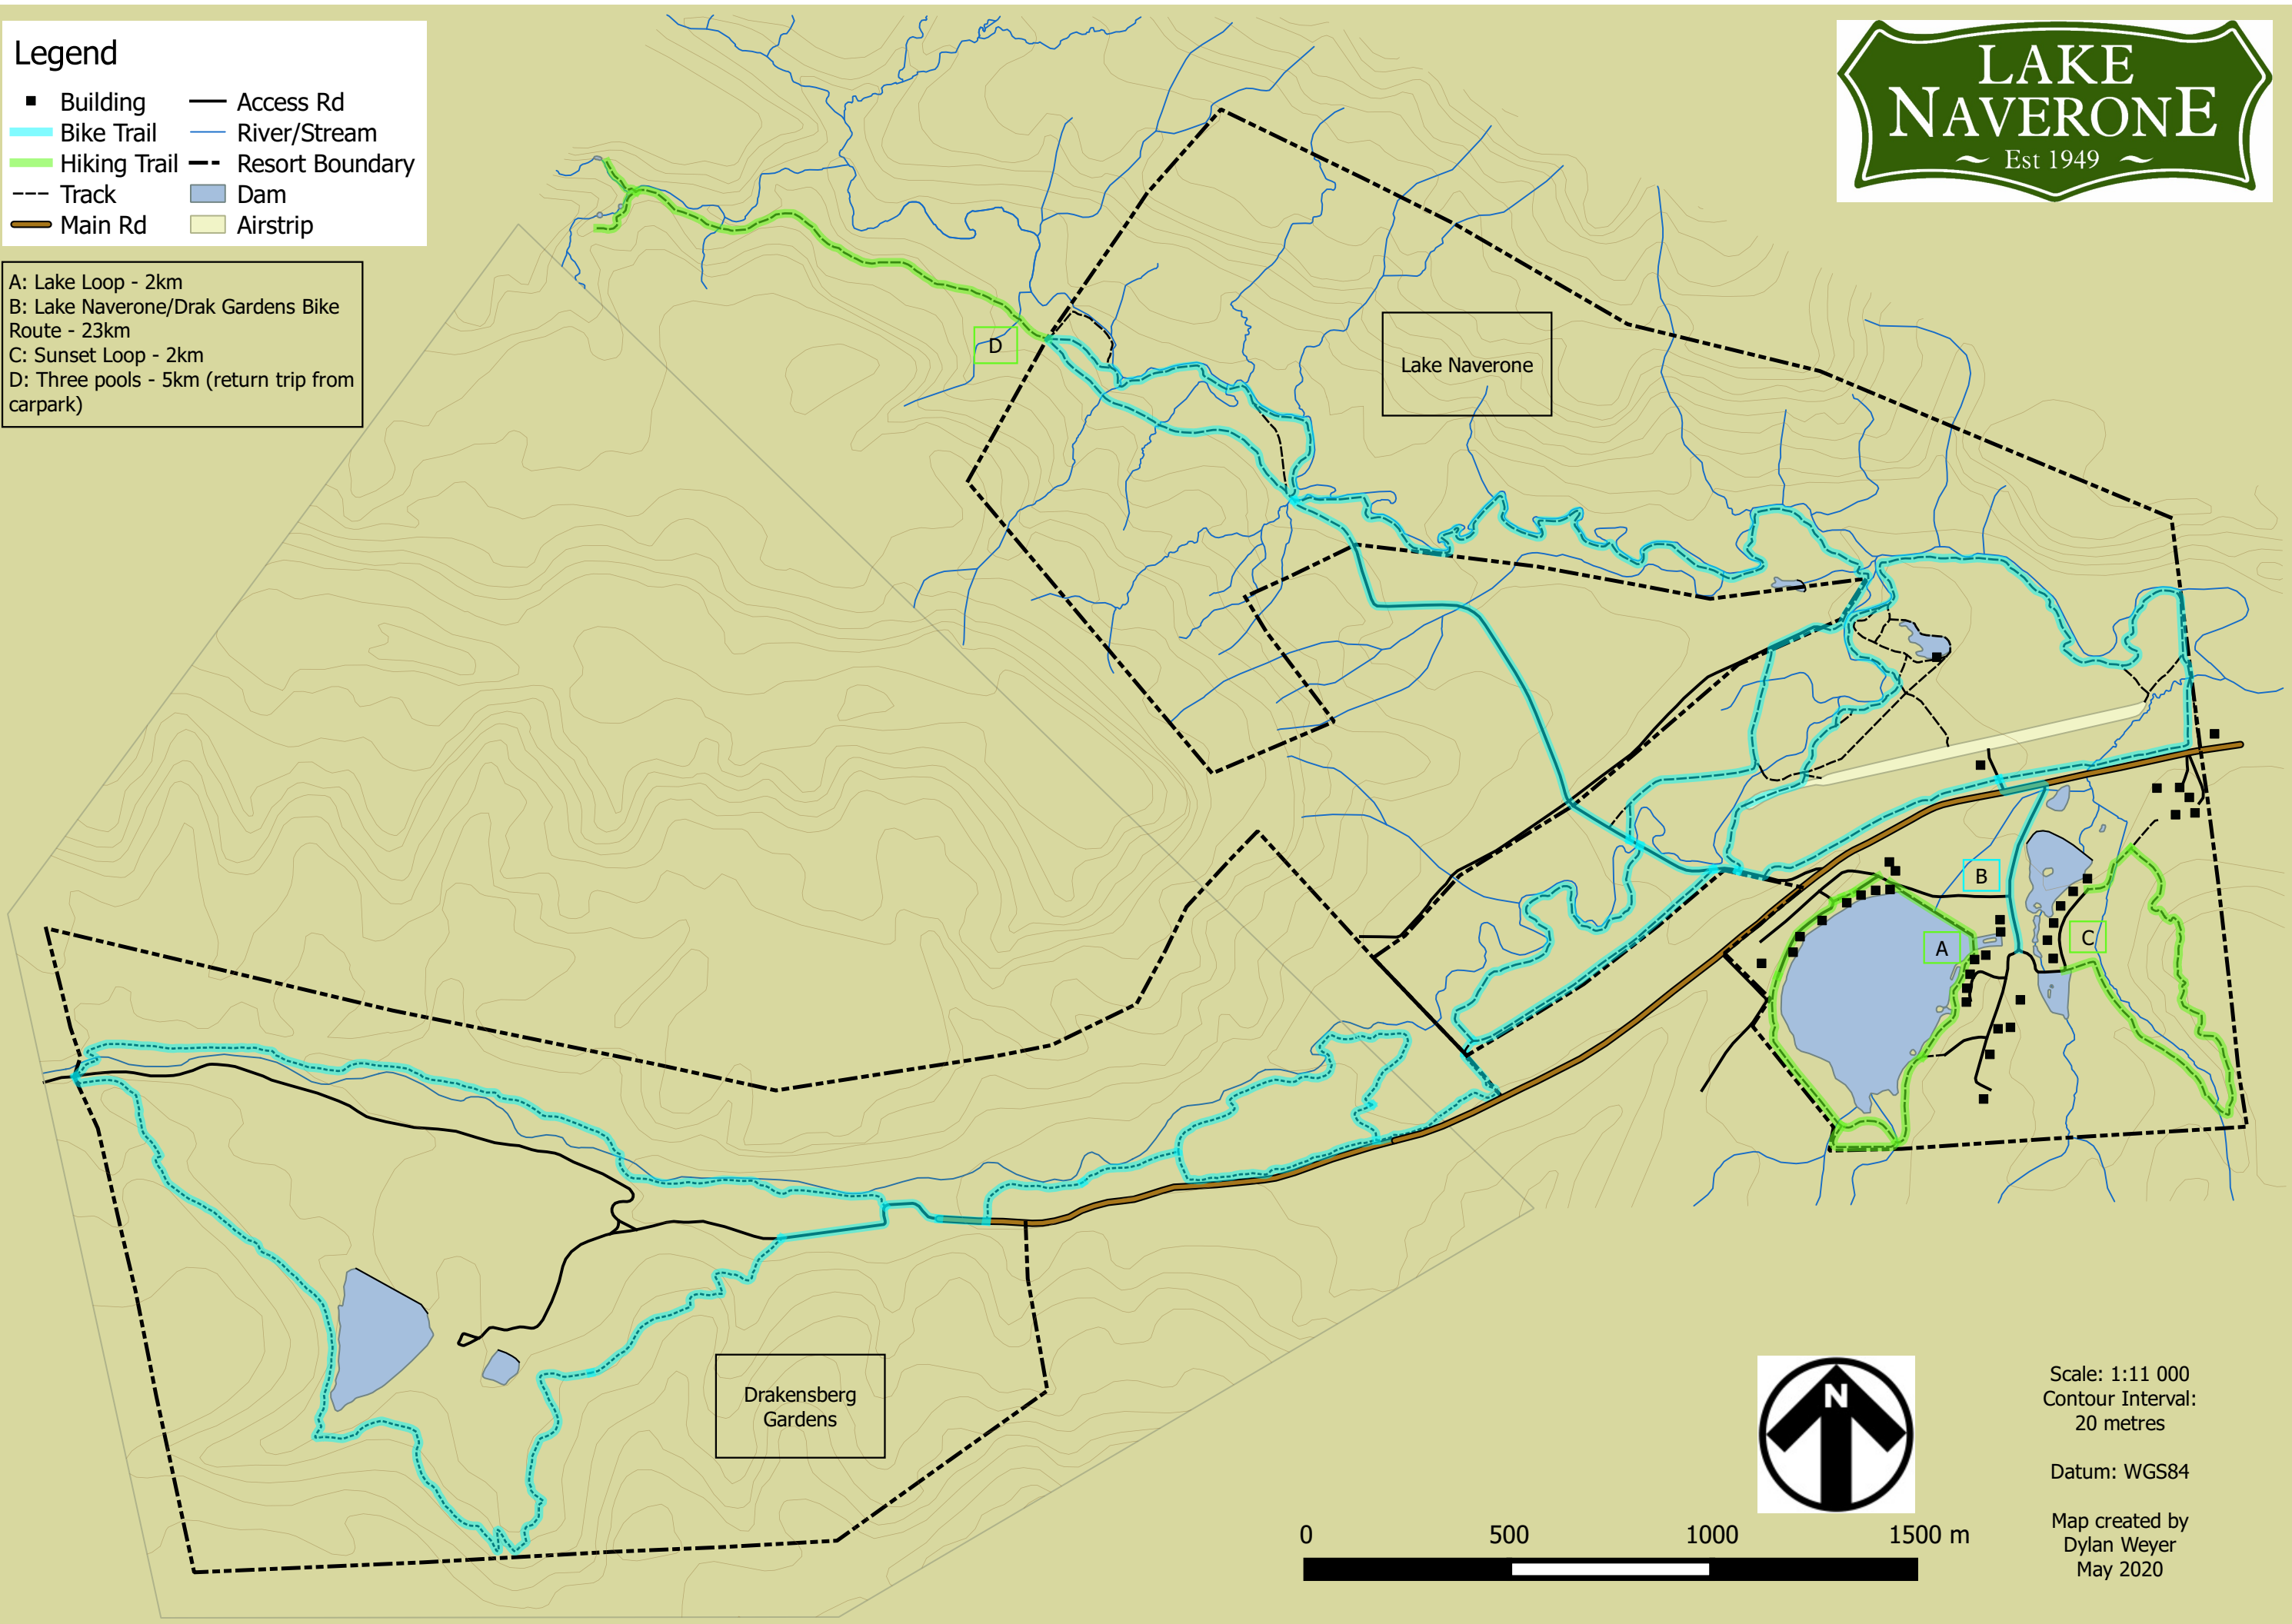 Legend
Building
Access Rd
Bike Trail
River/Stream
Hiking Trail
Resort Boundary
Track
Dam
Main Rd
Airstrip
A: Lake Loop - 2km
B: Lake Naverone/Drak Gardens Bike
Route - 23km
C: Sunset Loop - 2km
D: Three pools - 5km (return trip from
carpark)
LAKE
NAVERONE
~ Est 1949 ~
D
Lake Naverone
B
A
C
Drakensberg
Gardens
N
Scale: 1:11 000
Contour Interval:
20 metres
Datum: WGS84
Map created by
Dylan Weyer
May 2020
0 500 1000 1500 m